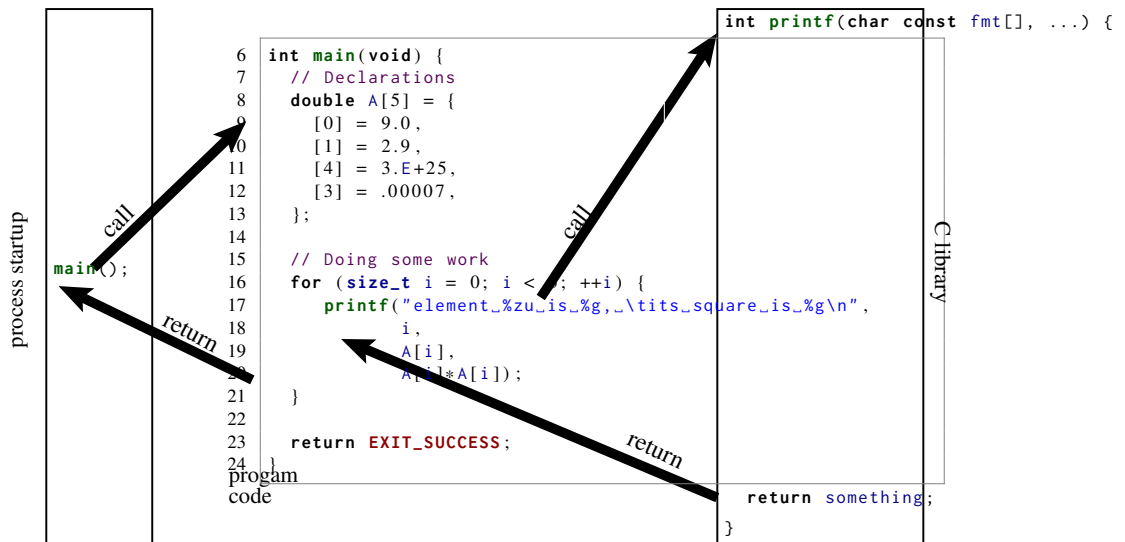 int printf(char const fmt[], ...) {
6 int main(void) {
7 // Declarations
8 double A[5] = {
9 [0] = 9.0,
10 [1] = 2.9,
11 [4] = 3.E+25,
12 [3] = .00007,
13 };
14
15 // Doing some work
16 for (size_t i = 0; i < ; ++i) {
17 printf("element␣%zu␣is␣%g,␣\tits␣square␣is␣%g\n",
18 i,
19 A[i],
20 A[i]*A[i]);
21 }
22
23 return EXIT_SUCCESS;
24 }
progam
code
process startup
main();
call
return
call
return
C library
return something;
}